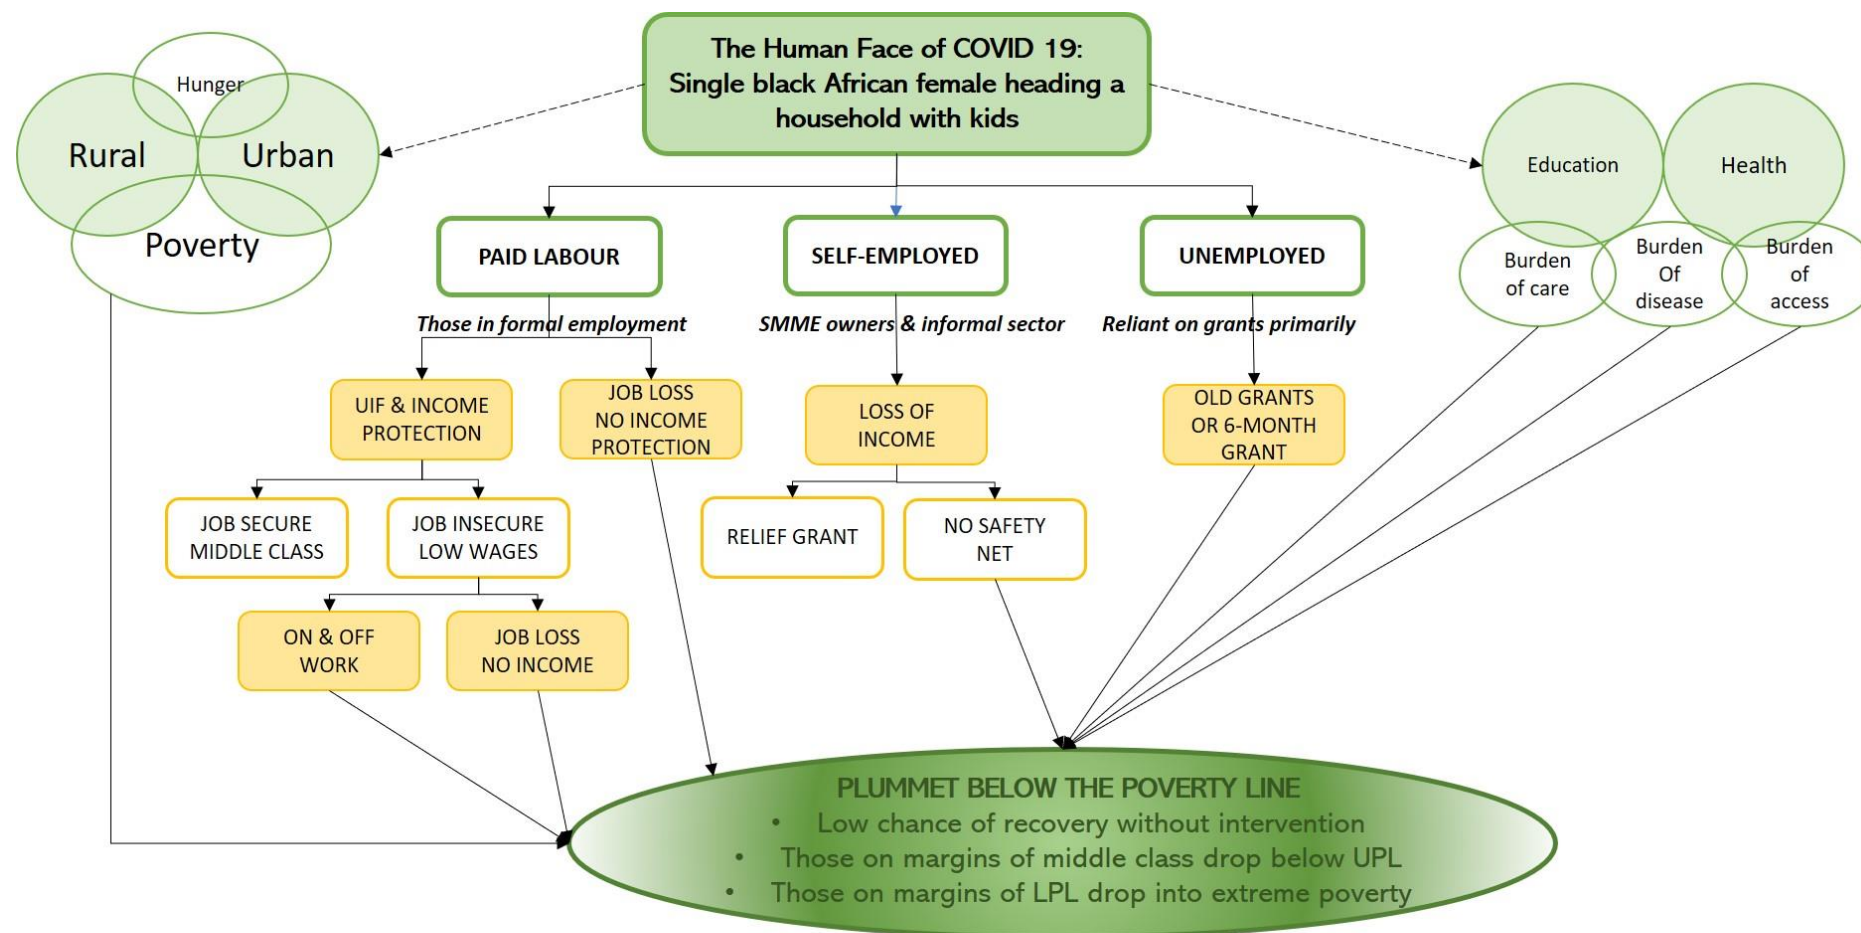 The Human Face of COVID 19:
Single black African female heading a
household with kids
Hunger
Rural
Urban
Poverty
Education
Health
Burden
of care
Burden
Of
disease
Burden
of
access
PAID LABOUR
SELF-EMPLOYED
UNEMPLOYED
Those in formal employment
SMME owners & informal sector
Reliant on grants primarily
UIF & INCOME
PROTECTION
JOB LOSS
NO INCOME
PROTECTION
LOSS OF
INCOME
OLD GRANTS
OR 6-MONTH
GRANT
JOB SECURE
MIDDLE CLASS
JOB INSECURE
LOW WAGES
RELIEF GRANT
NO SAFETY
NET
ON & OFF
WORK
JOB LOSS
NO INCOME
PLUMMET BELOW THE POVERTY LINE
• Low chance of recovery without intervention
• Those on margins of middle class drop below UPL
• Those on margins of LPL drop into extreme poverty